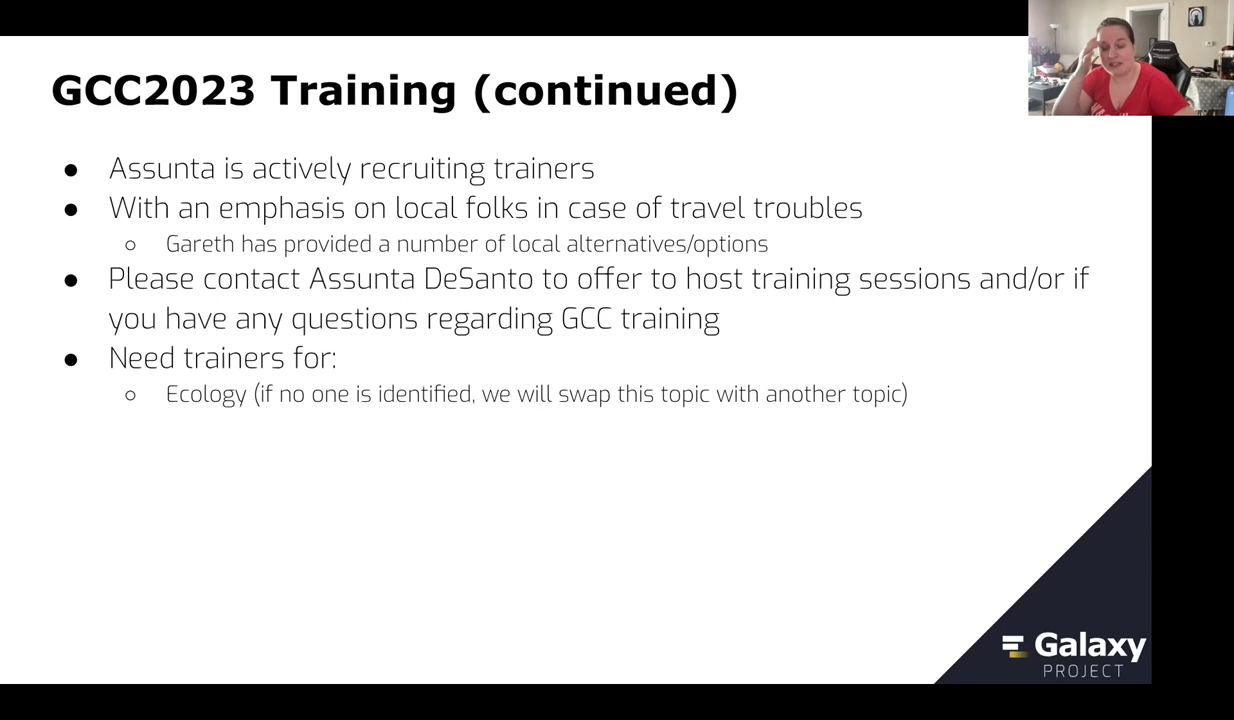 GCC2023 Training (continued)
● Assunta is actively recruiting trainers
● With an emphasis on local folks in case of travel troubles
○ Gareth has provided a number of local alternatives/options
● Please contact Assunta DeSanto to offer to host training sessions and/or if
you have any questions regarding GCC training
● Need trainers for:
○ Ecology (if no one is identified, we will swap this topic with another topic)
Galaxy
PROJECT